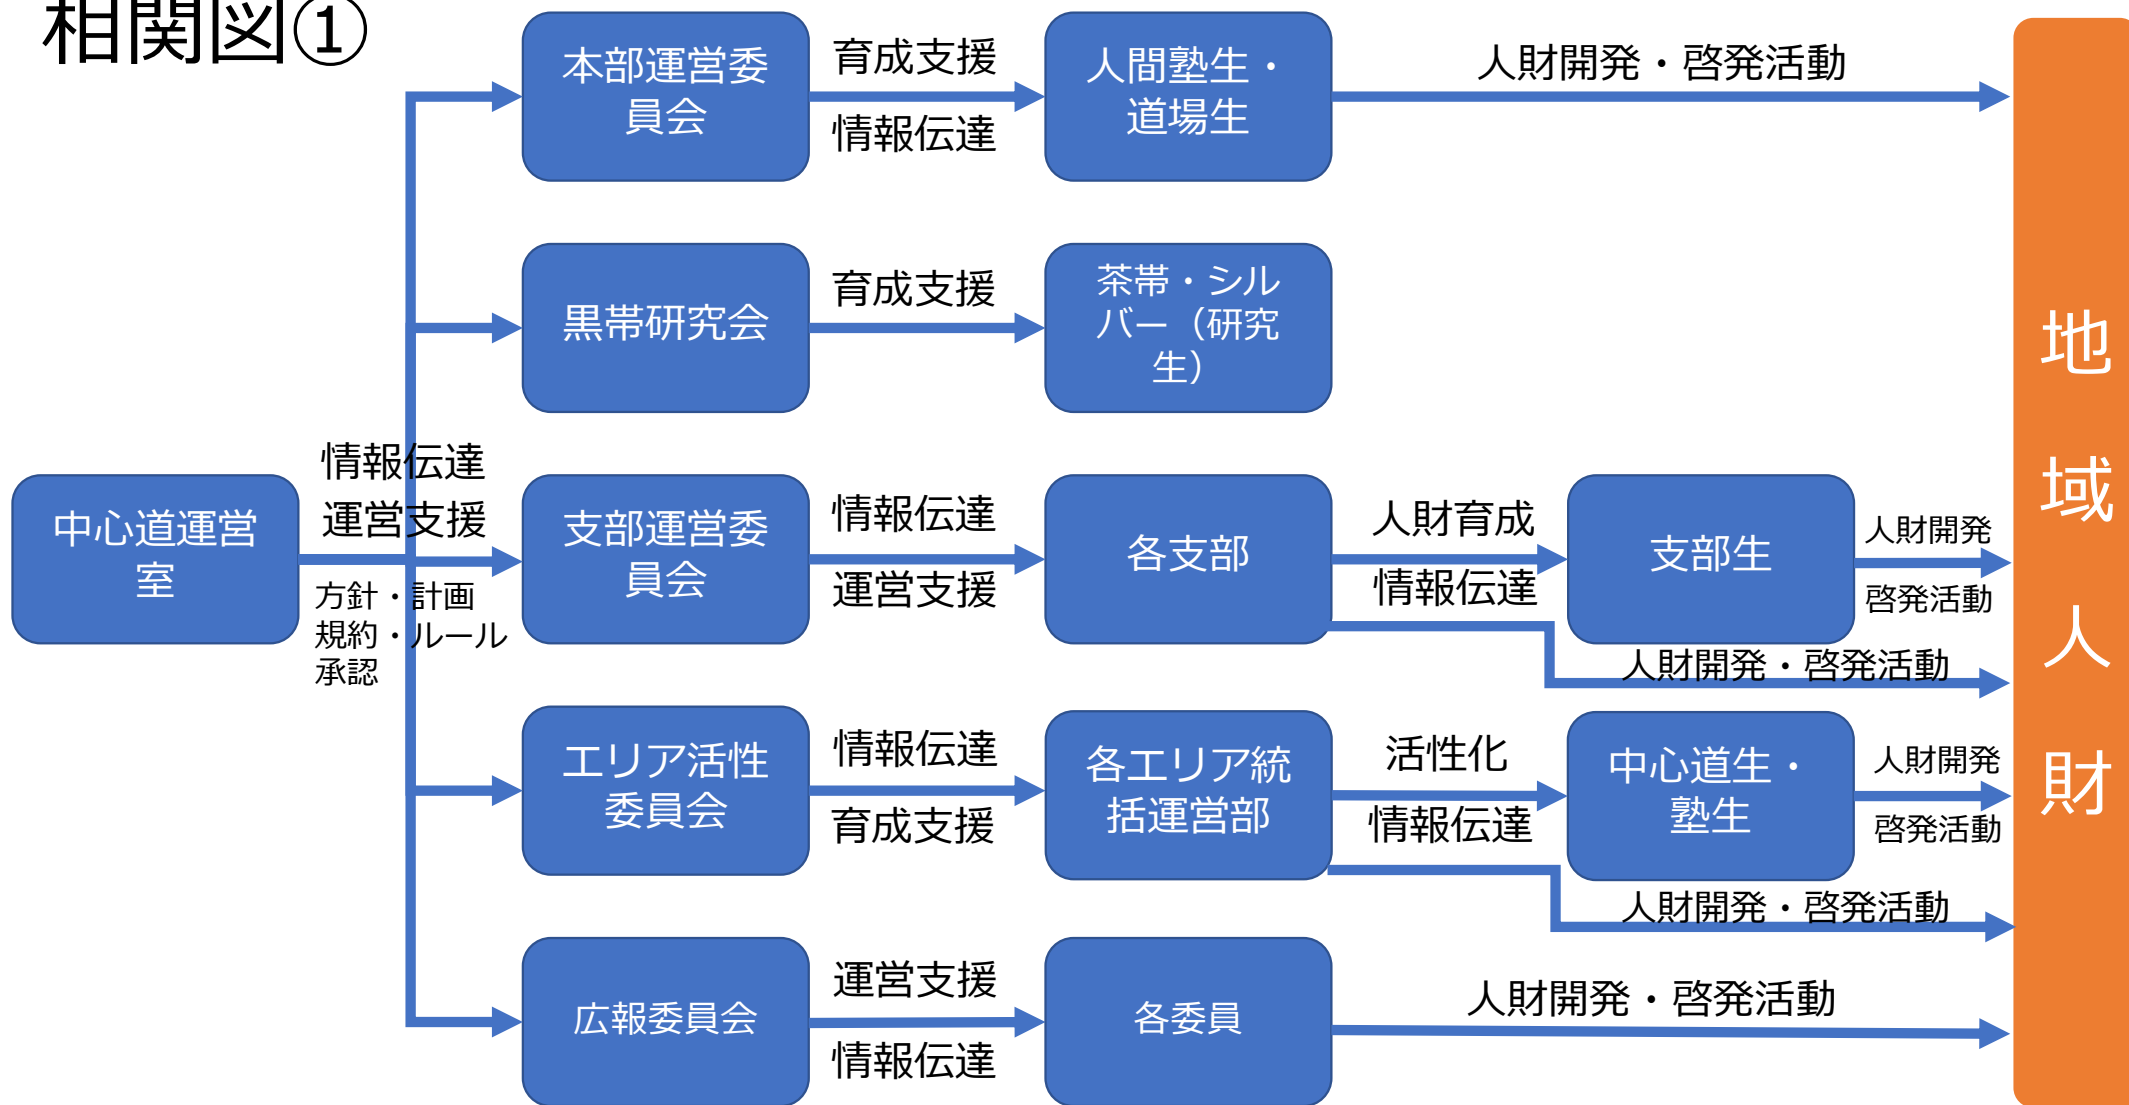 相関図①
本部運営委
員会
育成支援
情報伝達
人間塾生・
道場生
人財開発・啓発活動
黒帯研究会
育成支援
茶帯・シル
バー（研究
生）
中心道運営
室
情報伝達
運営支援
方針・計画
規約・ルール
承認
支部運営委
員会
情報伝達
運営支援
各支部
人財育成
情報伝達
支部生
人財開発
啓発活動
人財開発・啓発活動
エリア活性
委員会
情報伝達
育成支援
各エリア統
括運営部
活性化
情報伝達
中心道生・
塾生
人財開発
啓発活動
人財開発・啓発活動
広報委員会
運営支援
情報伝達
各委員
人財開発・啓発活動
地域人財